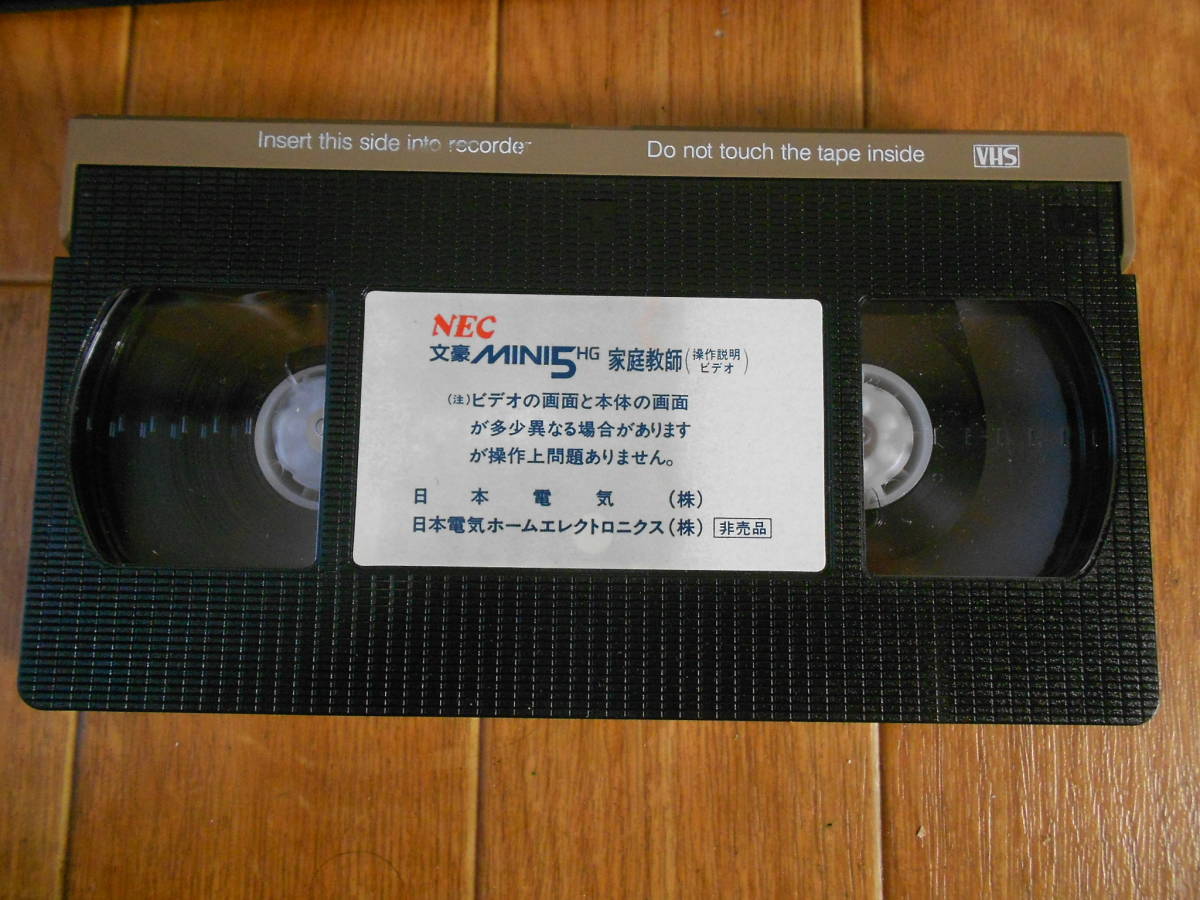 Insert this side into recorder
Do not touch the tape inside
VHS
NEC
文豪MINI5HG 家庭教師(操作説明ビデオ)
(注)ビデオの画面と本体の画面
が多少異なる場合があります
が操作上問題ありません。
日本電気(株)
日本電気ホームエレクトロニクス(株) 非売品